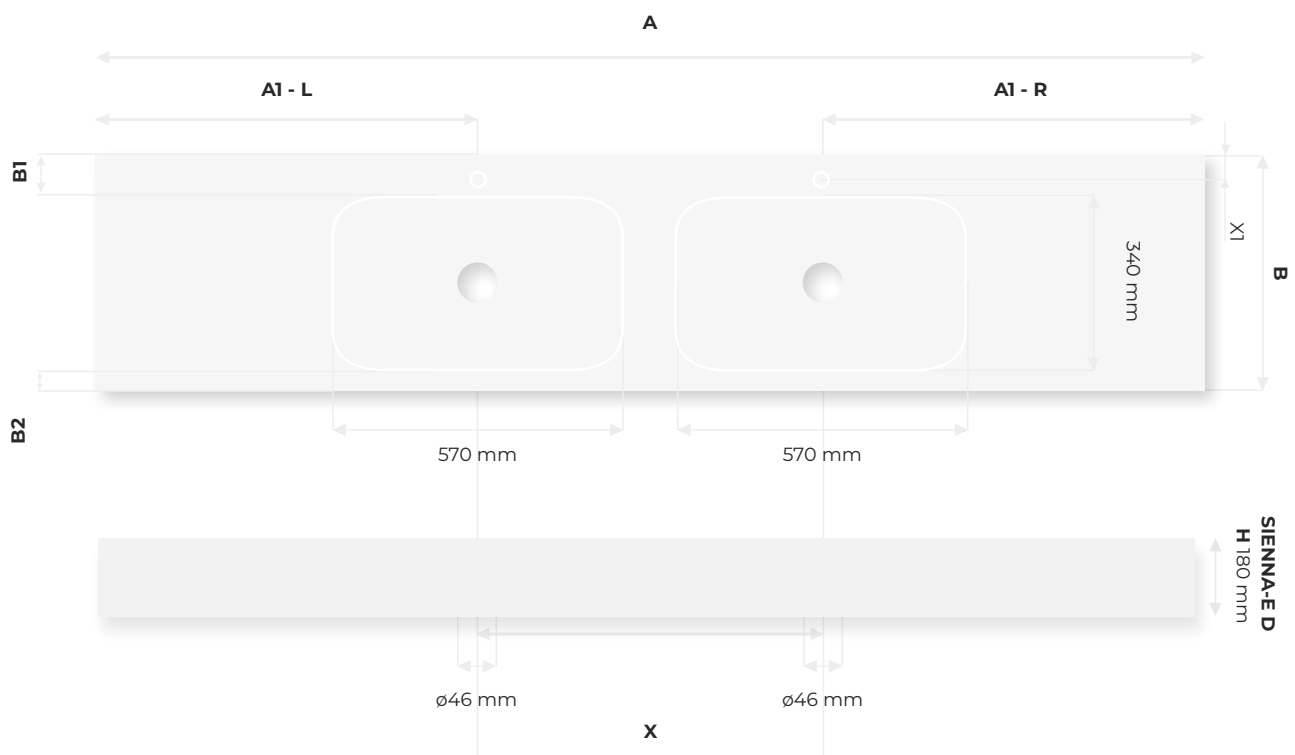 A
A1 - L
A1 - R
B1
X1
B
340 mm
B2
570 mm
570 mm
SIENNA-E D
H 180 mm
ø46 mm
ø46 mm
X